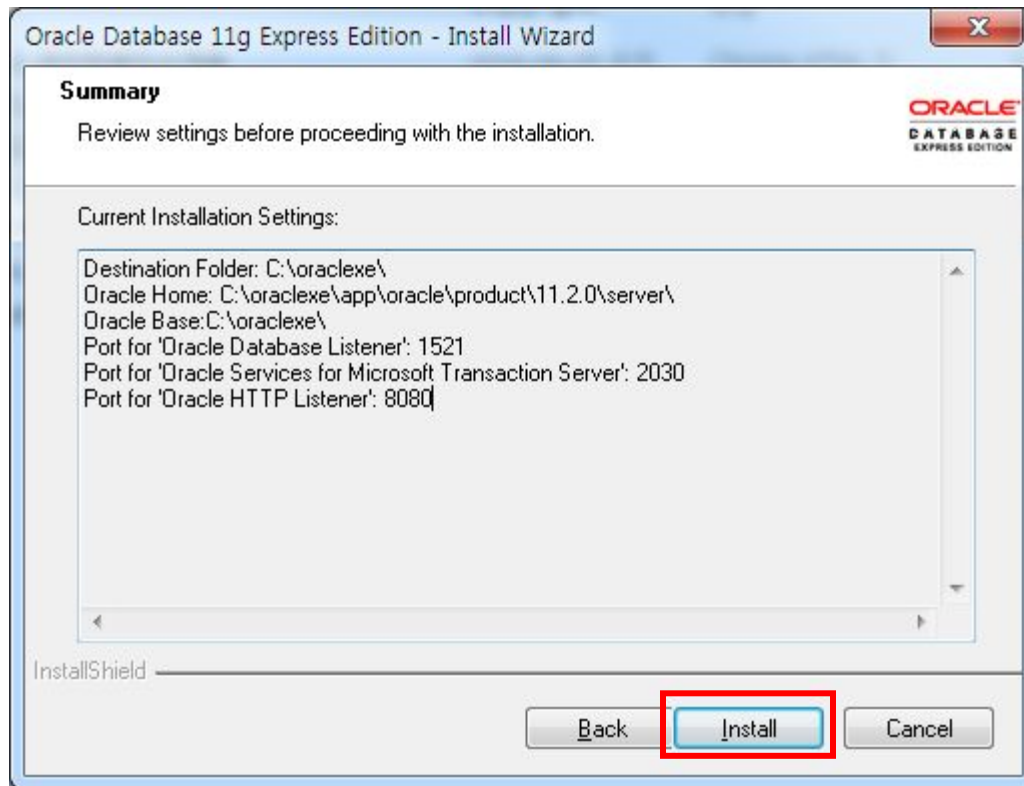 Oracle Database 11g Express Edition - Install Wizard
Summary
Review settings before proceeding with the installation.
ORACLE
DATABASE
EXPRESS EDITION
Current Installation Settings:
Destination Folder: C:\oraclexe\
Oracle Home: C:\oraclexe\app\oracle\product\11.2.0\server\
Oracle Base:C:\oraclexe\
Port for 'Oracle Database Listener': 1521
Port for 'Oracle Services for Microsoft Transaction Server': 2030
Port for 'Oracle HTTP Listener': 8080
InstallShield
Back Install Cancel